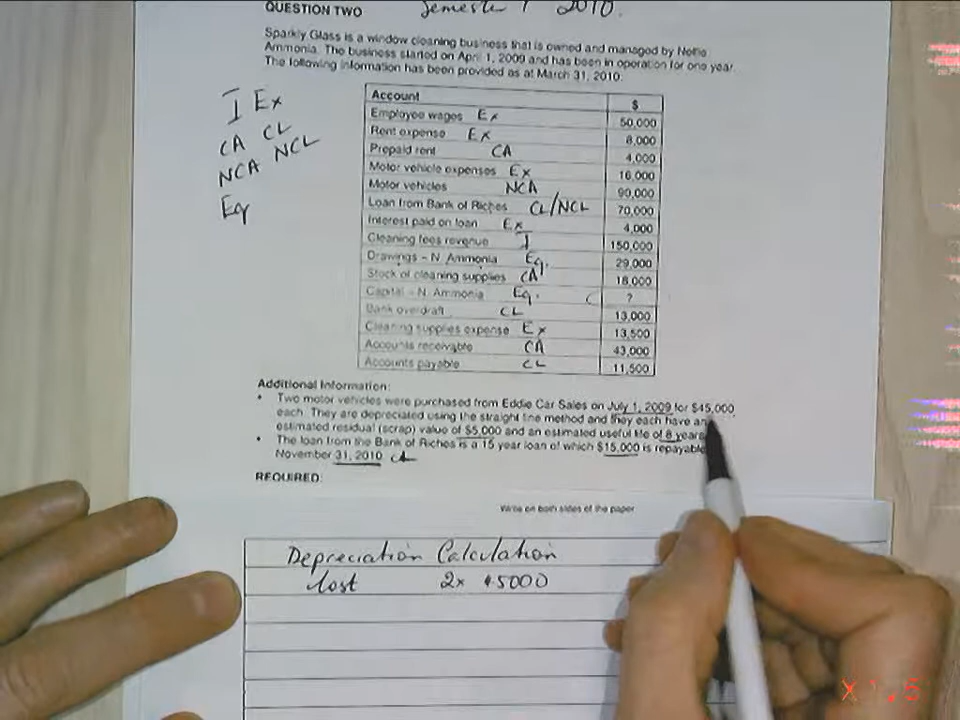 QUESTION TWO Semester 1 2010.
Sparkly Glass is a window cleaning business that is owned and managed by Nellie
Ammonia. The business started on April 1, 2009 and has been in operation for one year.
The following information has been provided as at March 31, 2010:
I Ex
CA CL
NCA NCL
Eq
Account $
Employee wages Ex 50,000
Rent expense Ex 8,000
Prepaid rent CA 4,000
Motor vehicle expenses Ex 16,000
Motor vehicles NCA 90,000
Loan from Bank of Riches CL/NCL 70,000
Interest paid on loan Ex 4,000
Cleaning fees revenue I 150,000
Drawings - N. Ammonia Eq. 29,000
Stock of cleaning supplies CA 18,000
Capital - N. Ammonia Eq. C ?
Bank overdraft CL 13,000
Cleaning supplies expense Ex 13,500
Accounts receivable CA 43,000
Accounts payable CL 11,500
Additional Information:
• Two motor vehicles were purchased from Eddie Car Sales on July 1, 2009 for $45,000
each. They are depreciated using the straight line method and they each have an
estimated residual (scrap) value of $5,000 and an estimated useful life of 8 years
• The loan from the Bank of Riches is a 15 year loan of which $15,000 is repayable
November 31, 2010
REQUIRED:
Write on both sides of the paper
Depreciation Calculation
Cost 2x 45000
X 1.5